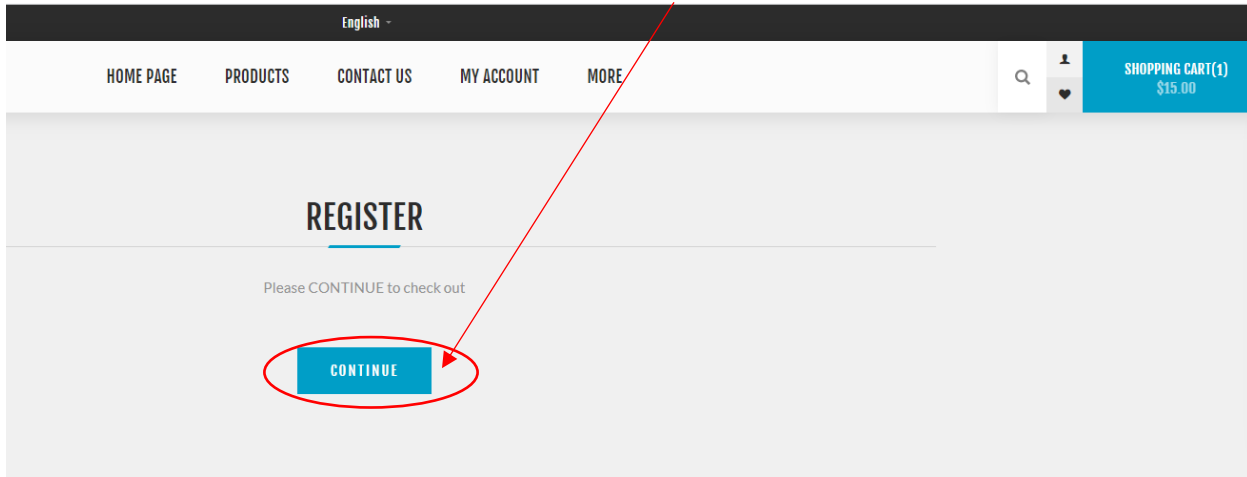 English
HOME PAGE PRODUCTS CONTACT US MY ACCOUNT MORE
SHOPPING CART(1)
$15.00
REGISTER
Please CONTINUE to check out
CONTINUE